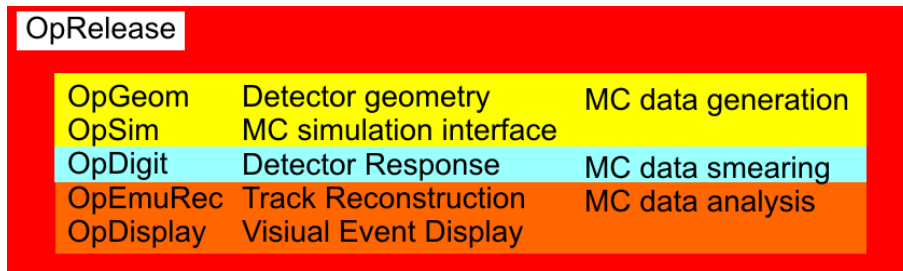 OpRelease
OpGeom Detector geometry MC data generation
OpSim MC simulation interface
OpDigit Detector Response MC data smearing
OpEmuRec Track Reconstruction MC data analysis
OpDisplay Visiual Event Display